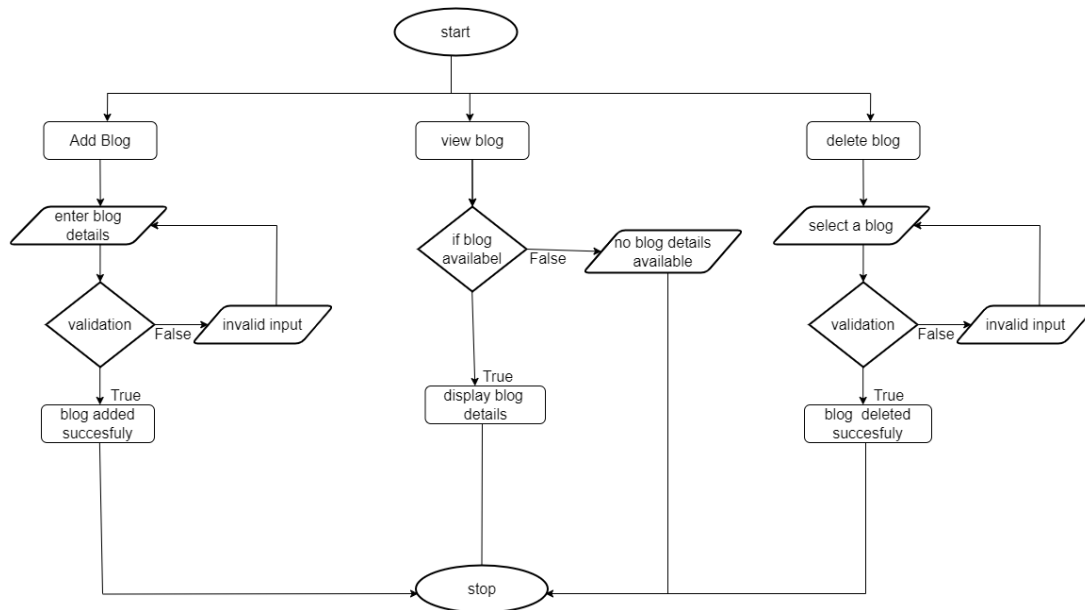 start
Add Blog
view blog
delete blog
enter blog
details
if blog
availabel
False
no blog details
available
select a blog
validation
False
invalid input
validation
False
invalid input
True
blog added
succesfuly
True
display blog
details
True
blog deleted
succesfuly
stop